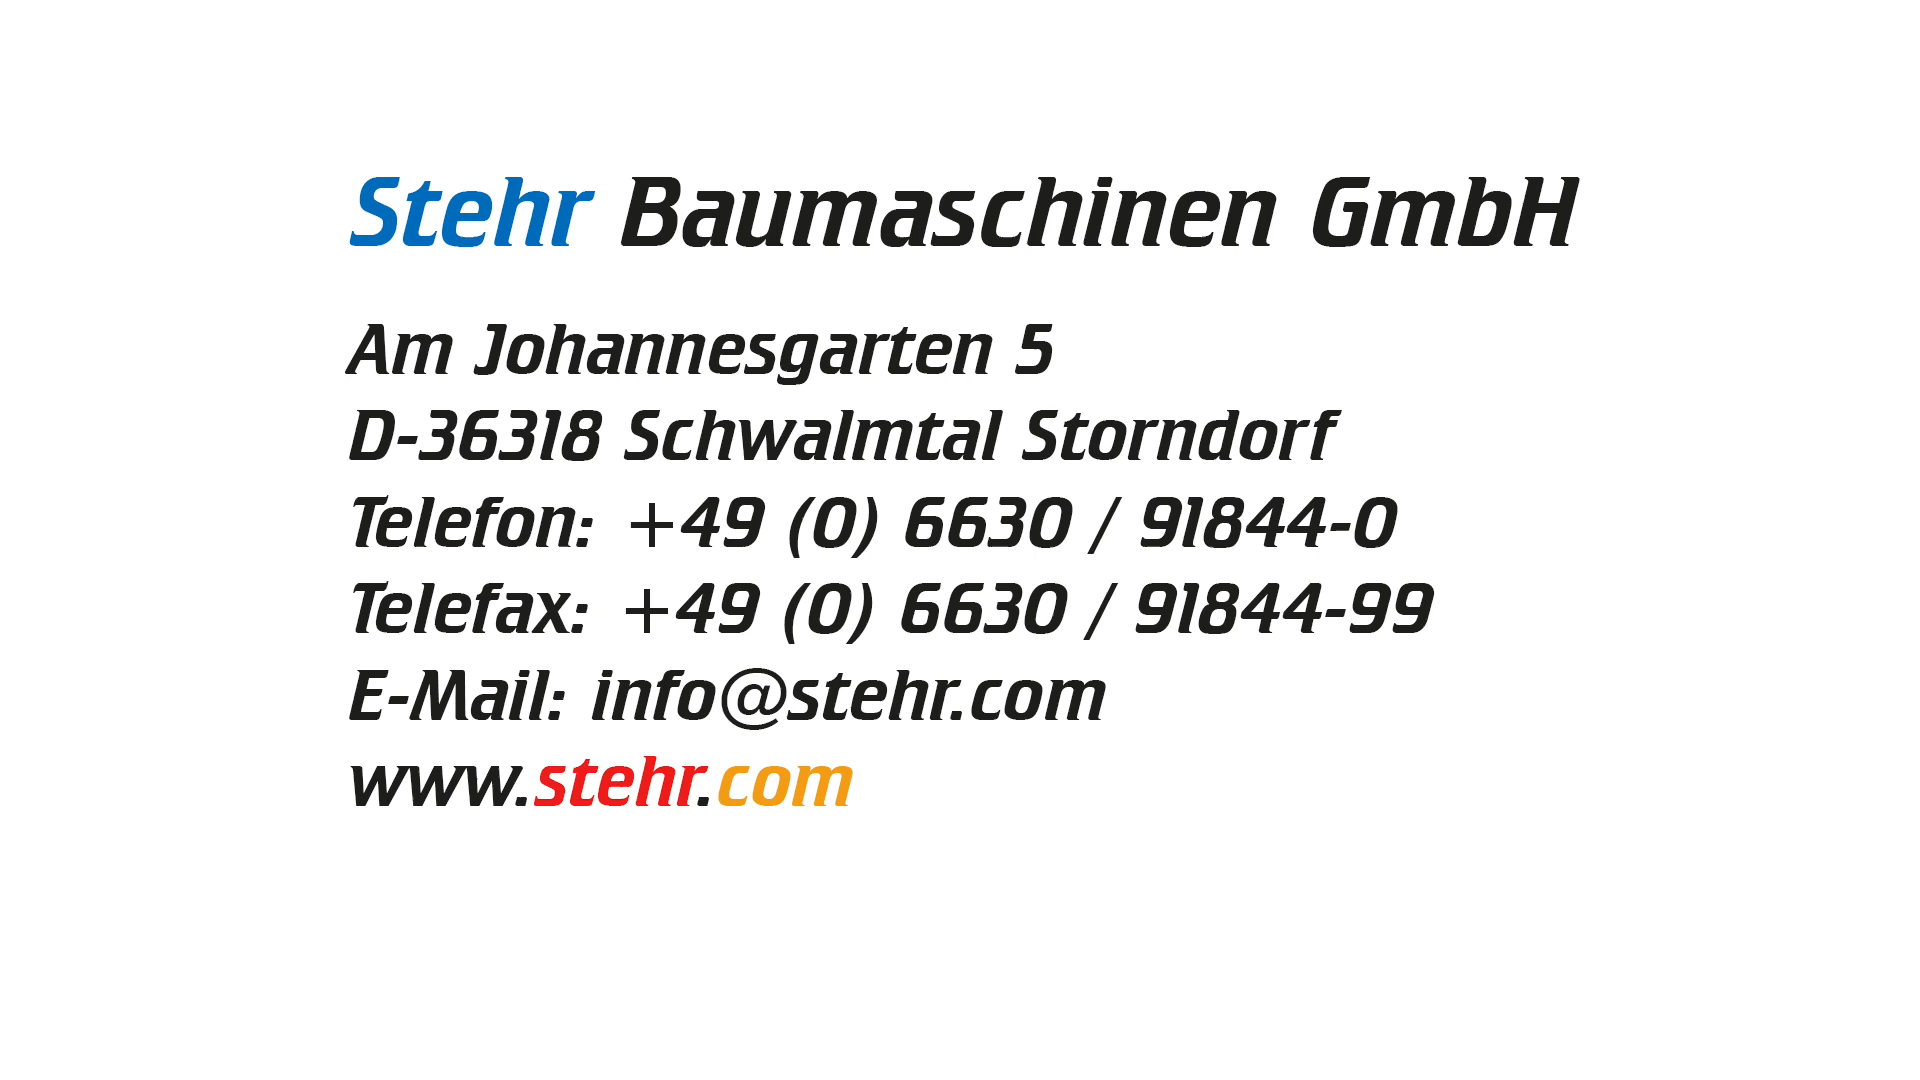 Stehr Baumaschinen GmbH
Am Johannesgarten 5
D-36318 Schwalmtal Storndorf
Telefon: +49 (0) 6630 / 91844-0
Telefax: +49 (0) 6630 / 91844-99
E-Mail: info@stehr.com
www.stehr.com